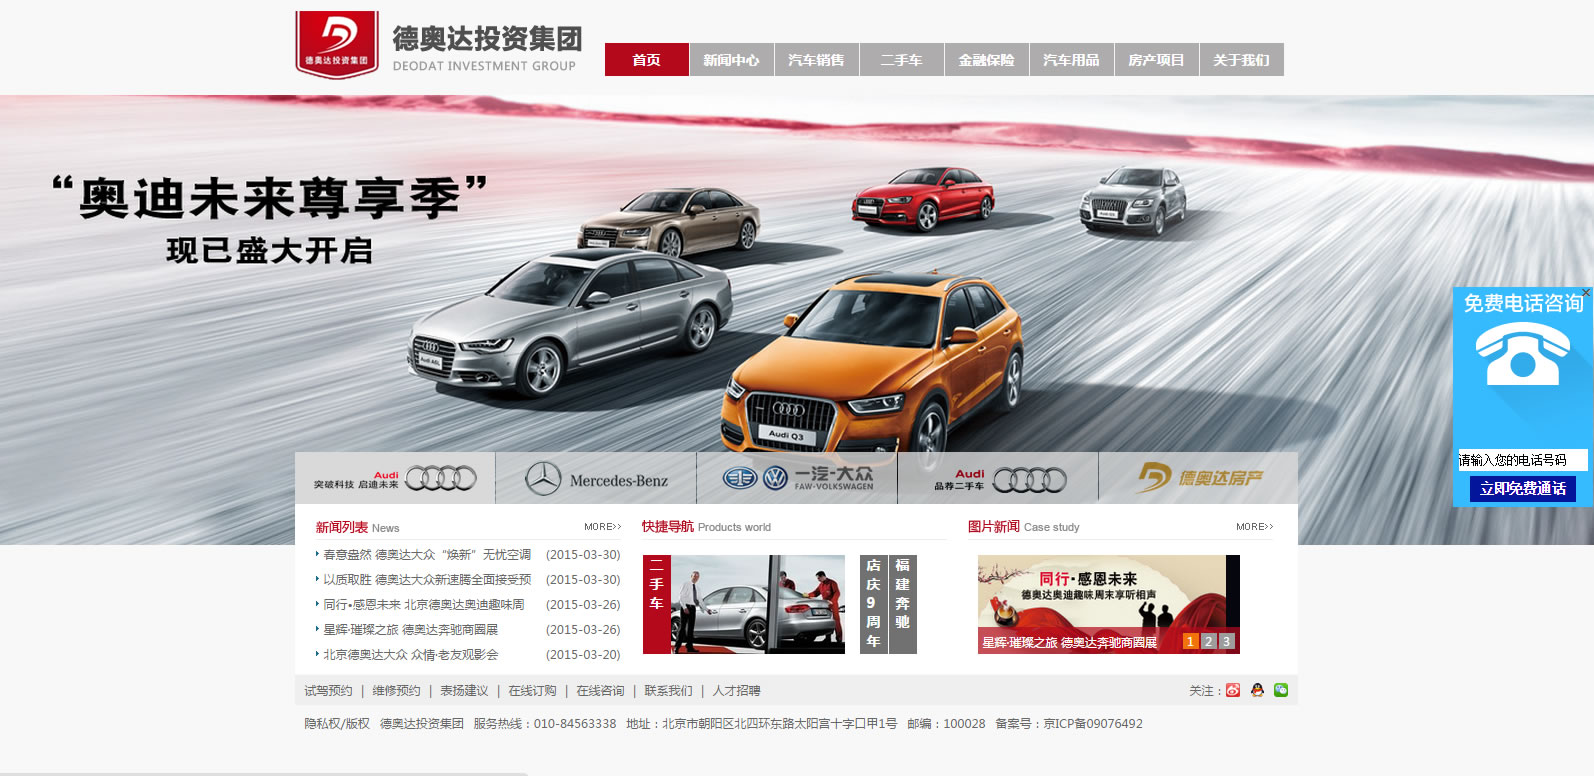 德奥达投资集团
德奥达投资集团
DEODAT INVESTMENT GROUP
首页 新闻中心 汽车销售 二手车 金融保险 汽车用品 房产项目 关于我们
“奥迪未来尊享季”
现已盛大开启
Audi A6L
Audi Q3
免费电话咨询
请输入您的电话号码
立即免费通话
Audi
突破科技 启迪未来
Mercedes-Benz
一汽-大众
FAW-VOLKSWAGEN
Audi
品荐二手车
德奥达房产
新闻列表 News MORE>>
春意盎然 德奥达大众“焕新”无忧空调 (2015-03-30)
以质取胜 德奥达大众新速腾全面接受预 (2015-03-30)
同行•感恩未来 北京德奥达奥迪趣味周 (2015-03-26)
星辉·璀璨之旅 德奥达奔驰商圈展 (2015-03-26)
北京德奥达大众 众情·老友观影会 (2015-03-20)
快捷导航 Products world
二手车
店庆9周年
福建奔驰
图片新闻 Case study MORE>>
同行·感恩未来
德奥达奥迪趣味周末享听相声
星辉·璀璨之旅 德奥达奔驰商圈展 1 2 3
试驾预约 | 维修预约 | 表扬建议 | 在线订购 | 在线咨询 | 联系我们 | 人才招聘 关注：
隐私权/版权 德奥达投资集团 服务热线：010-84563338 地址：北京市朝阳区北四环东路太阳宫十字口甲1号 邮编：100028 备案号：京ICP备09076492